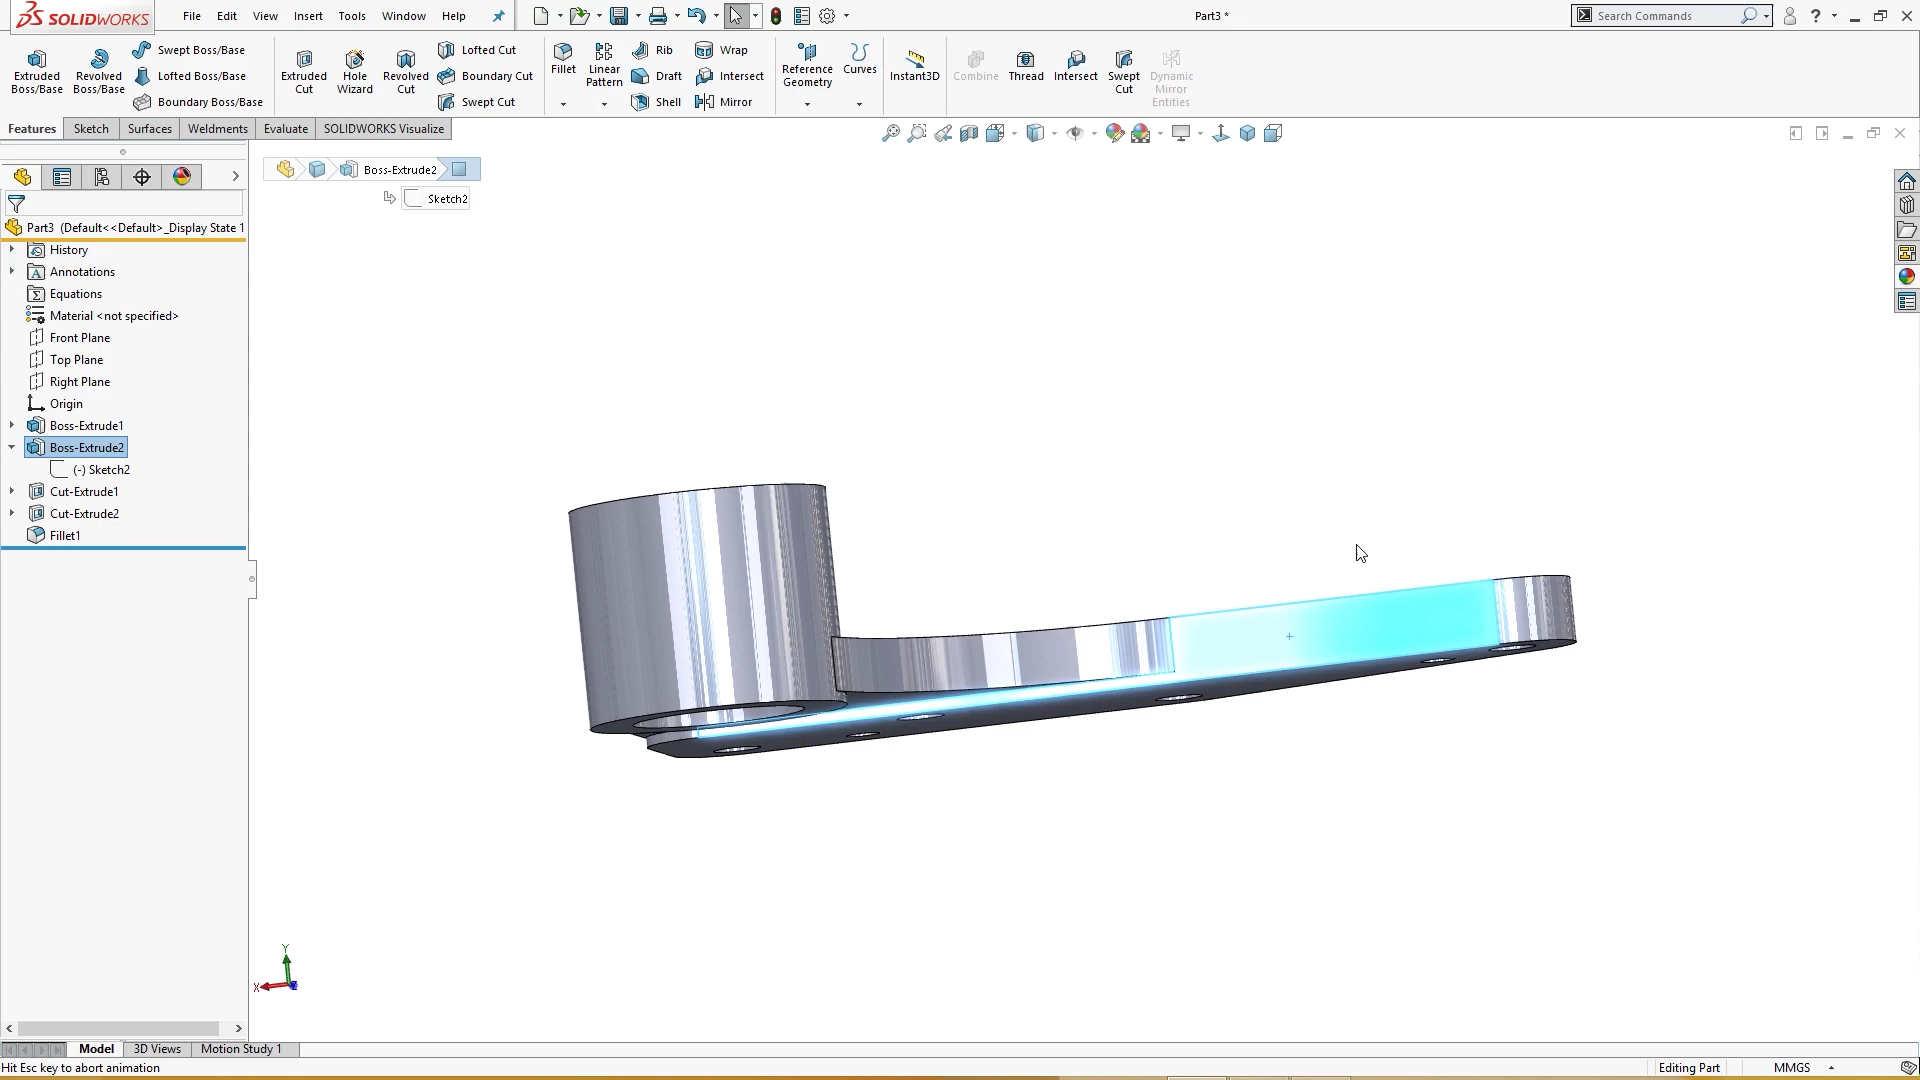 SOLIDWORKS
File Edit View Insert Tools Window Help
Part3 *
Search Commands
Extruded Boss/Base
Revolved Boss/Base
Swept Boss/Base
Lofted Boss/Base
Boundary Boss/Base
Extruded Cut
Hole Wizard
Revolved Cut
Lofted Cut
Boundary Cut
Swept Cut
Fillet
Linear Pattern
Rib
Draft
Shell
Wrap
Intersect
Mirror
Reference Geometry
Curves
Instant3D
Combine
Thread
Intersect
Swept Cut
Dynamic Mirror Entities
Features Sketch Surfaces Weldments Evaluate SOLIDWORKS Visualize
Boss-Extrude2
Sketch2
Part3 (Default<<Default>_Display State 1
History
Annotations
Equations
Material <not specified>
Front Plane
Top Plane
Right Plane
Origin
Boss-Extrude1
Boss-Extrude2
(-) Sketch2
Cut-Extrude1
Cut-Extrude2
Fillet1
Y
X
Z
Model 3D Views Motion Study 1
Hit Esc key to abort animation
Editing Part
MMGS